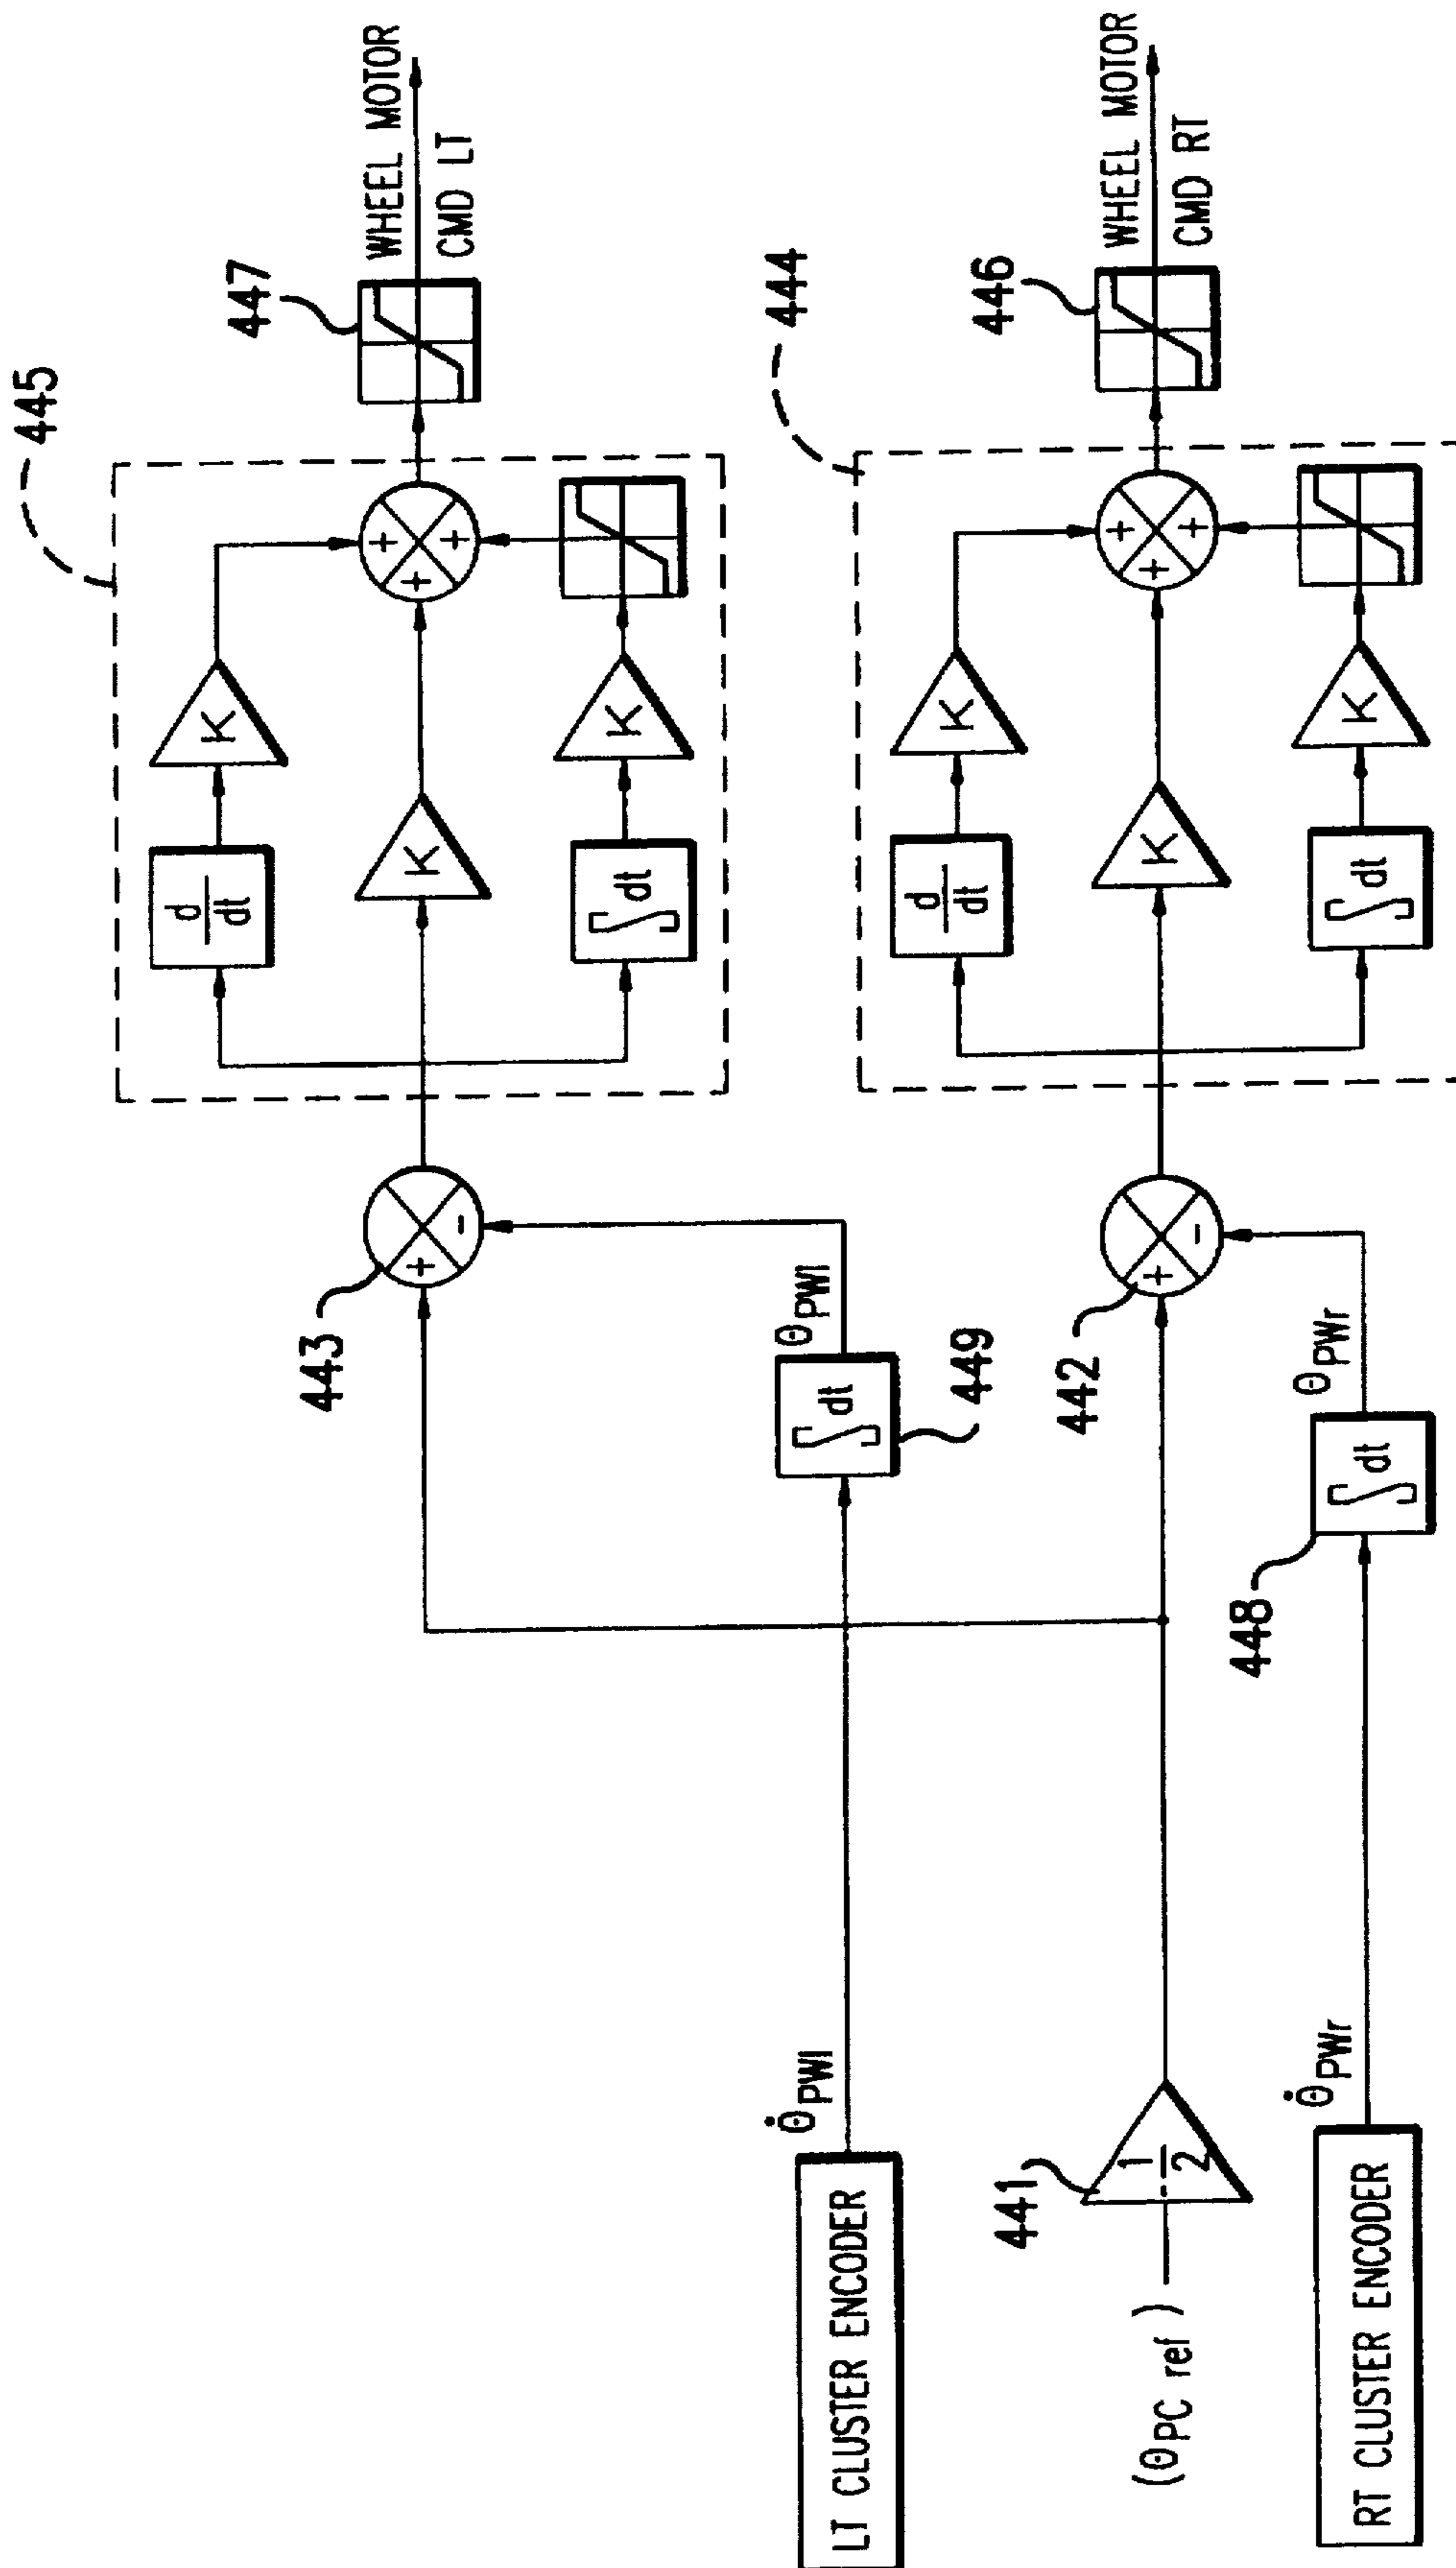 445
447
WHEEL MOTOR
CMD LT
d
dt
K
+
K
+
+
∫ dt
K
443
+
-
θPWl
∫ dt
449
LT CLUSTER ENCODER
θ̇PWl
444
446
WHEEL MOTOR
CMD RT
d
dt
K
+
K
+
+
∫ dt
K
442
+
-
(θPC ref)
1
2
441
θPWr
∫ dt
448
RT CLUSTER ENCODER
θ̇PWr